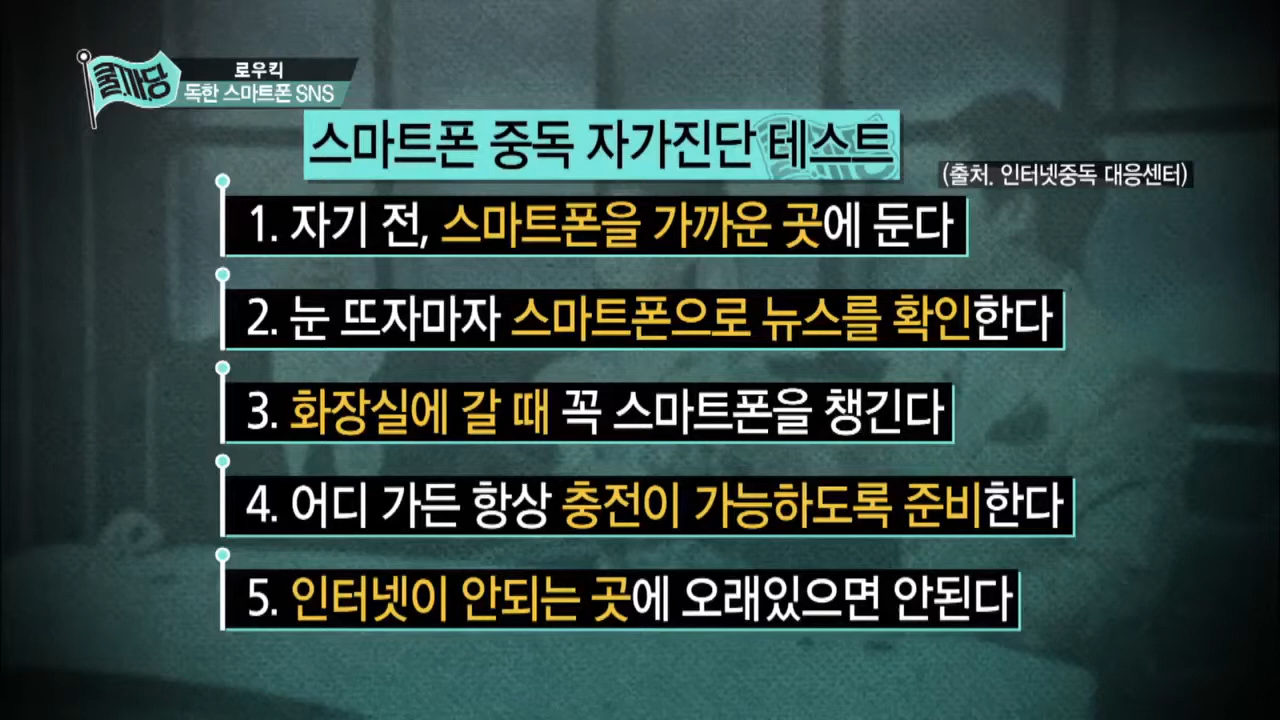 쿨까당
로우킥
독한 스마트폰 SNS
스마트폰 중독 자가진단 테스트
(출처. 인터넷중독 대응센터)
1. 자기 전, 스마트폰을 가까운 곳에 둔다
2. 눈 뜨자마자 스마트폰으로 뉴스를 확인한다
3. 화장실에 갈 때 꼭 스마트폰을 챙긴다
4. 어디 가든 항상 충전이 가능하도록 준비한다
5. 인터넷이 안되는 곳에 오래있으면 안된다